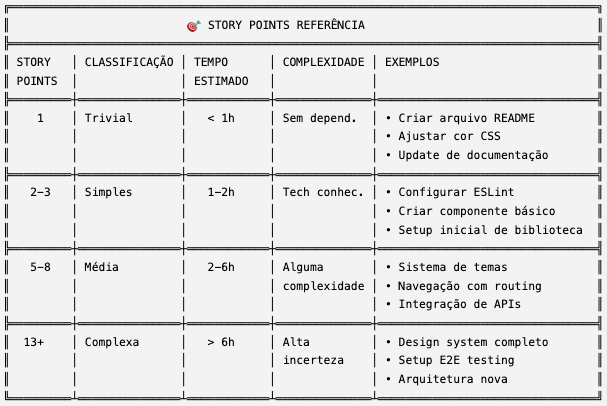 🎯 STORY POINTS REFERÊNCIA
STORY POINTS | CLASSIFICAÇÃO | TEMPO ESTIMADO | COMPLEXIDADE | EXEMPLOS
1 | Trivial | < 1h | Sem depend. | • Criar arquivo README
• Ajustar cor CSS
• Update de documentação
2–3 | Simples | 1–2h | Tech conhec. | • Configurar ESLint
• Criar componente básico
• Setup inicial de biblioteca
5–8 | Média | 2–6h | Alguma complexidade | • Sistema de temas
• Navegação com routing
• Integração de APIs
13+ | Complexa | > 6h | Alta incerteza | • Design system completo
• Setup E2E testing
• Arquitetura nova